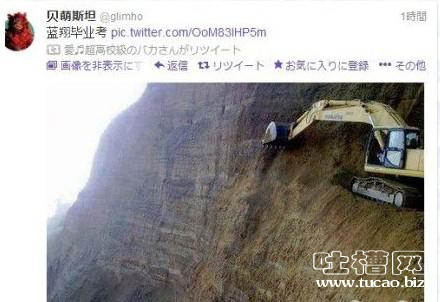 贝萌斯坦 @glimho 1時間
蓝翔毕业考 pic.twitter.com/OoM83lHP5m
愛♫超高校級のバカさんがリツイート
画像を非表示にす 返信 リツイート お気に入りに登録 その他
KOMATSU
吐槽网
www.tucao.biz